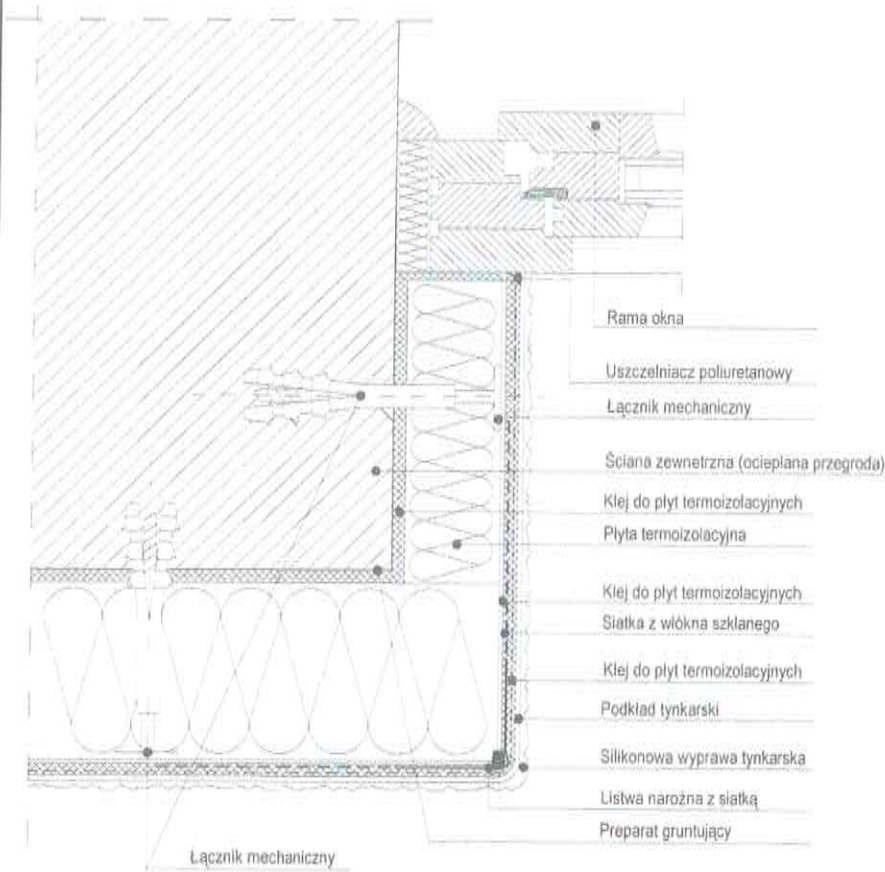 Rama okna
Uszczelniacz poliuretanowy
Łącznik mechaniczny
Ściana zewnetrzna (ocieplana przegroda)
Klej do płyt termoizolacyjnych
Płyta termoizolacyjna
Klej do płyt termoizolacyjnych
Siatka z włókna szklanego
Klej do płyt termoizolacyjnych
Podkład tynkarski
Silikonowa wyprawa tynkarska
Listwa narożna z siatką
Preparat gruntujący
Łącznik mechaniczny